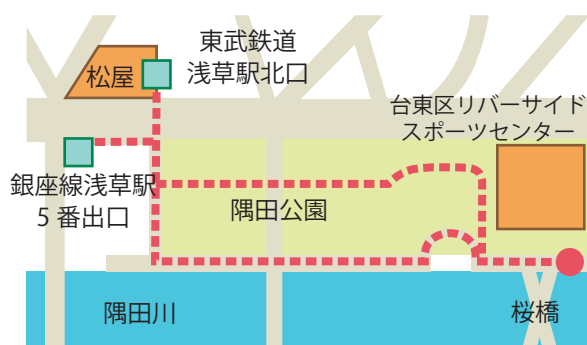 東武鉄道
浅草駅北口
松屋
台東区リバーサイド
スポーツセンター
銀座線浅草駅
5 番出口
隅田公園
隅田川
桜橋